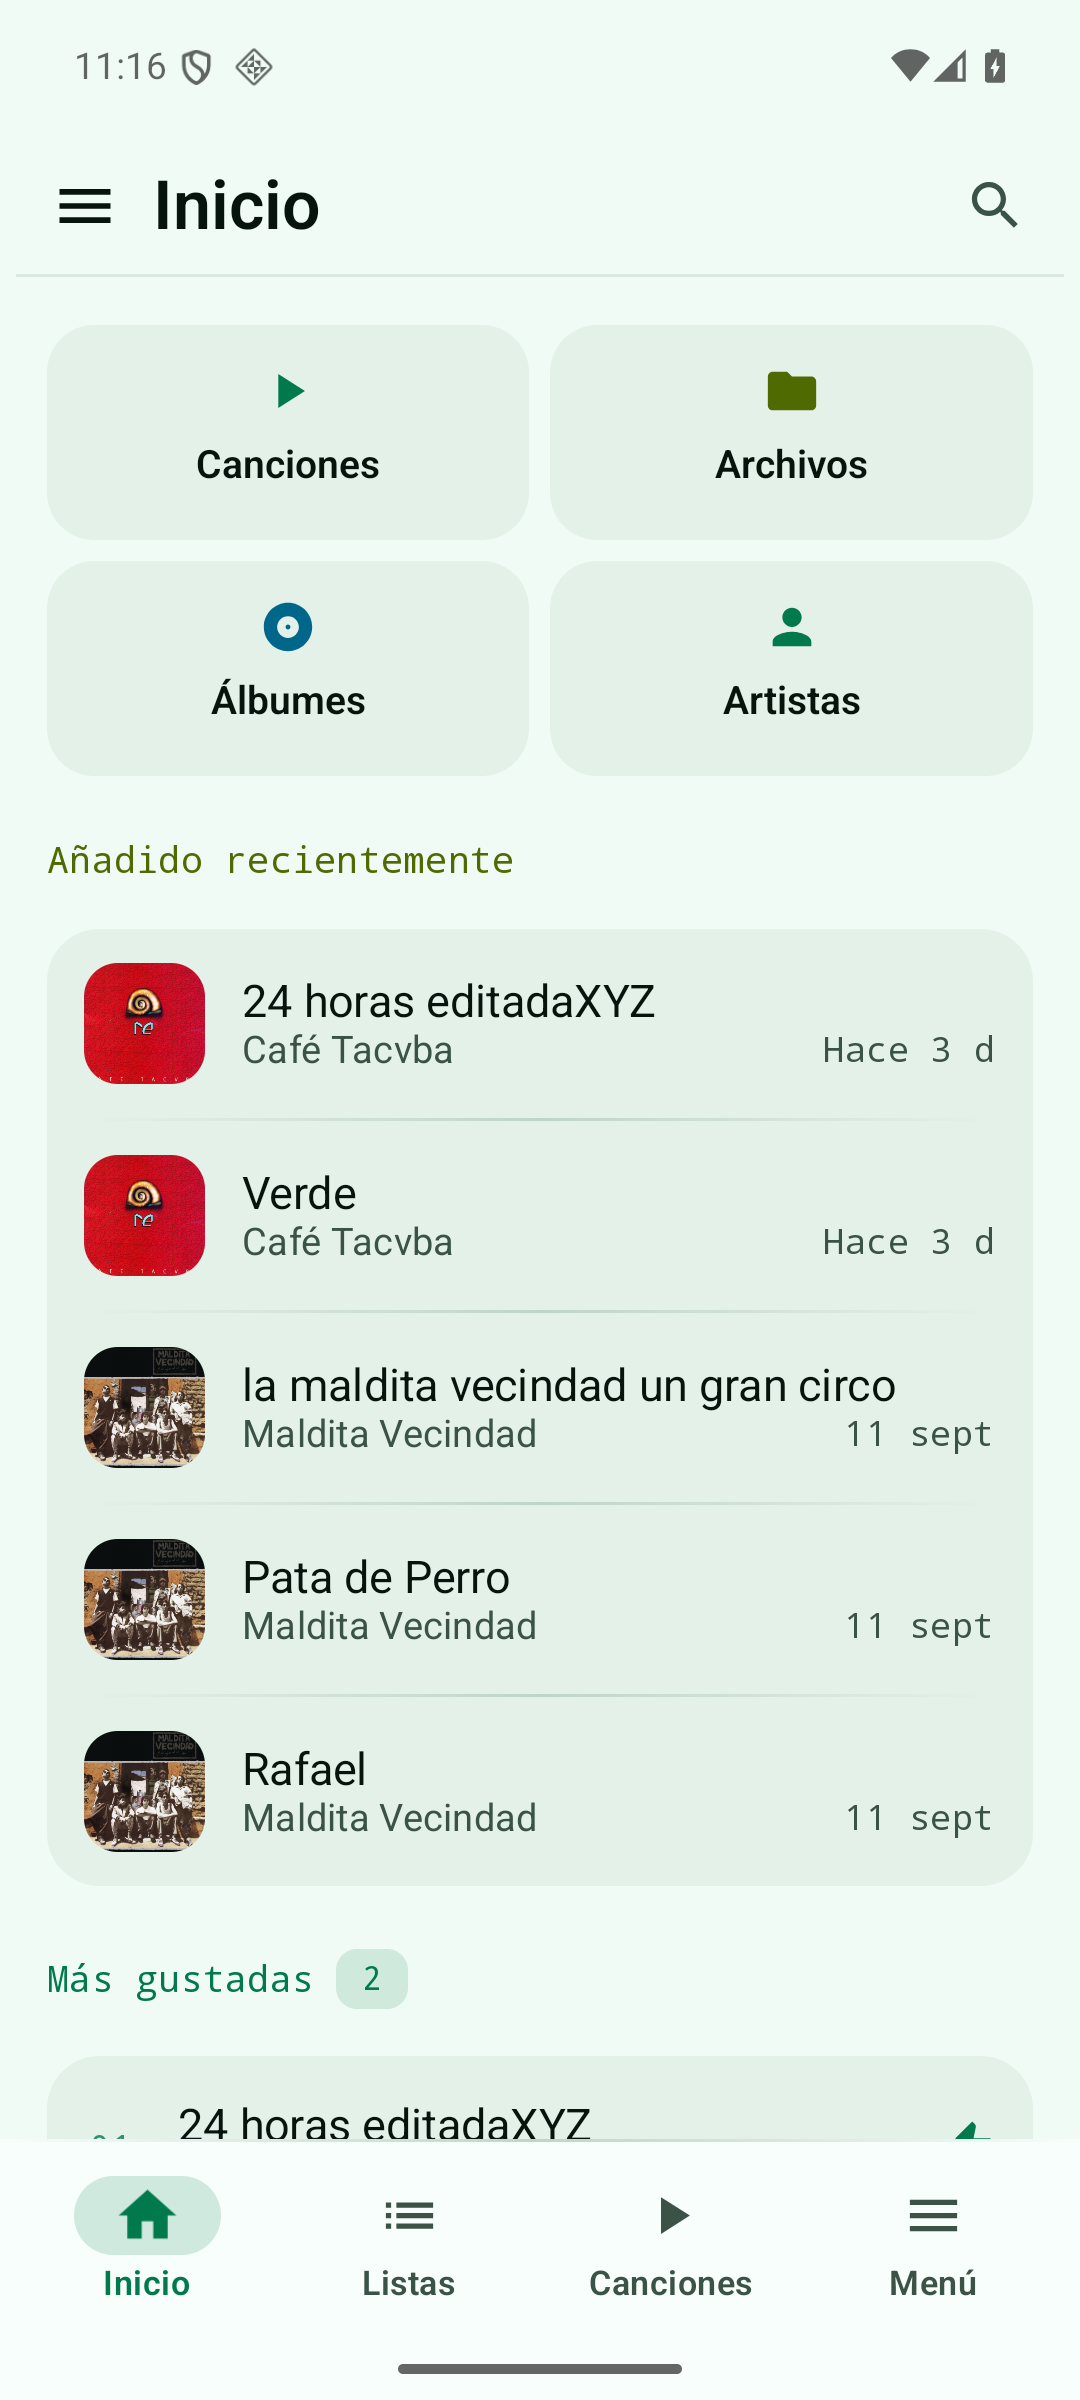 11:16
Inicio
Canciones
Archivos
Álbumes
Artistas
Añadido recientemente
24 horas editadaXYZ
Café Tacvba
Hace 3 d
Verde
Café Tacvba
Hace 3 d
la maldita vecindad un gran circo
Maldita Vecindad
11 sept
Pata de Perro
Maldita Vecindad
11 sept
Rafael
Maldita Vecindad
11 sept
Más gustadas 2
24 horas editadaXYZ
Inicio
Listas
Canciones
Menú